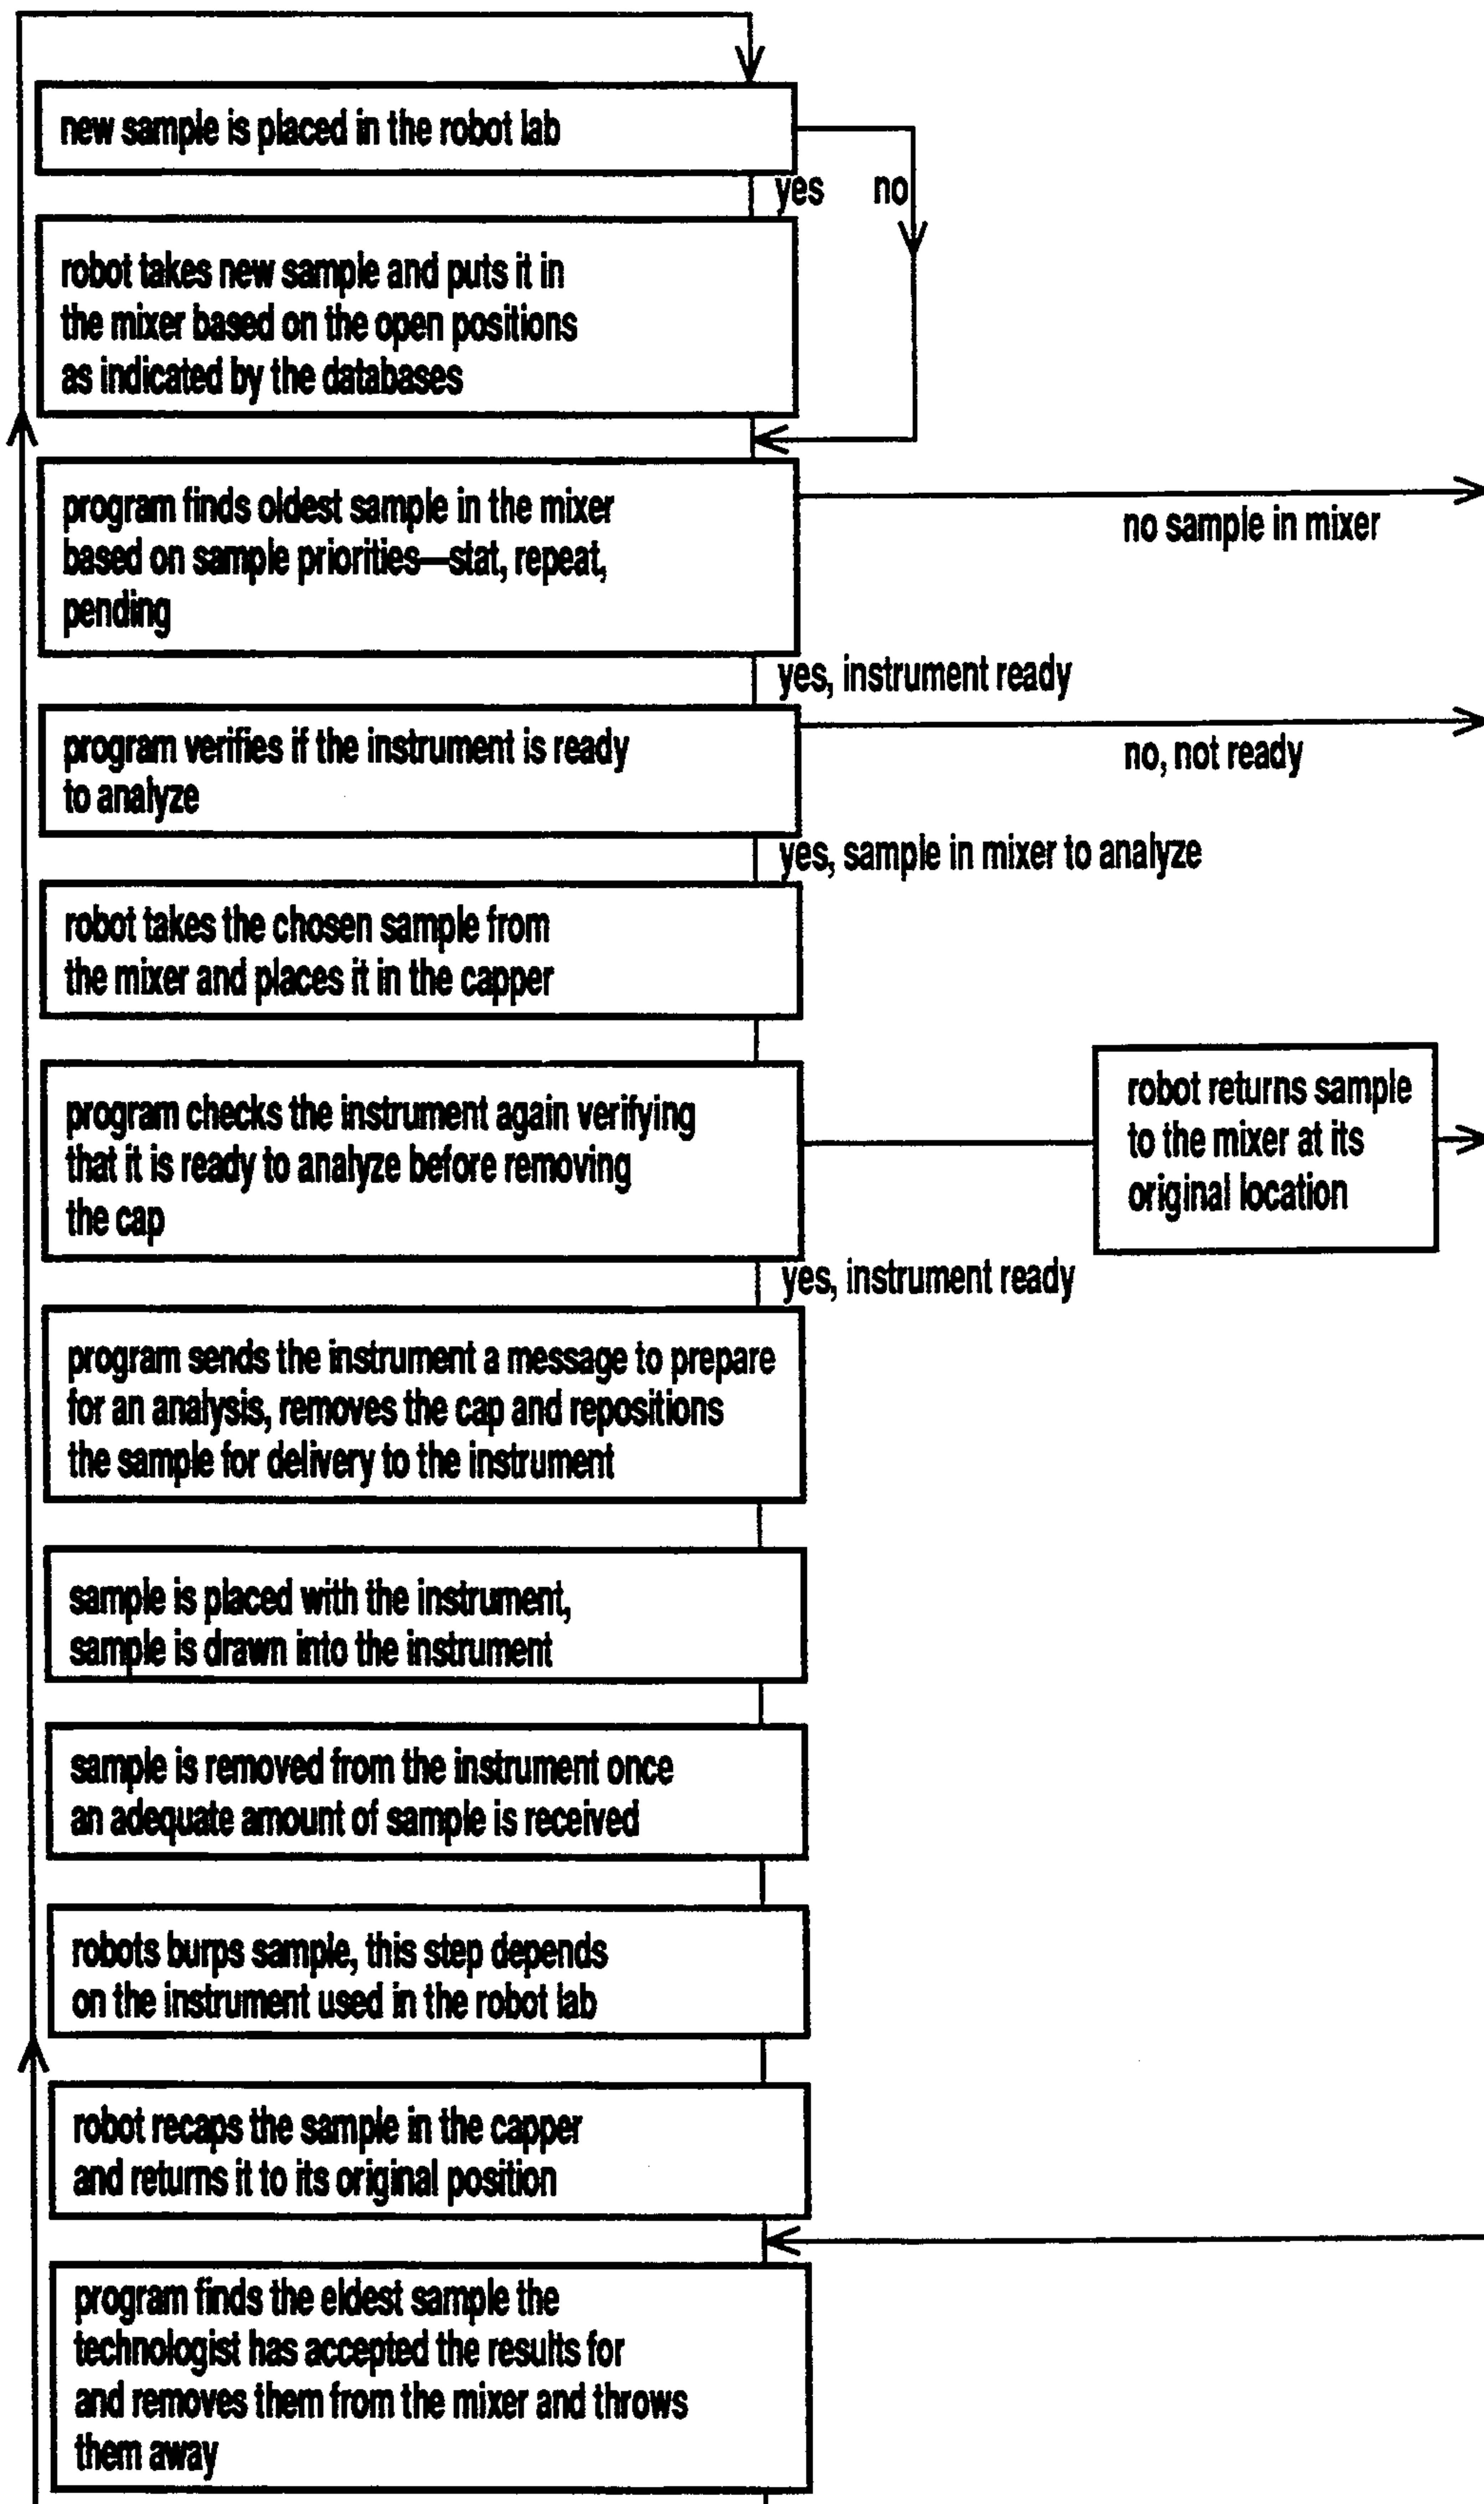 new sample is placed in the robot lab
yes no
robot takes new sample and puts it in
the mixer based on the open positions
as indicated by the databases
program finds oldest sample in the mixer
based on sample priorities—stat, repeat,
pending
no sample in mixer
yes, instrument ready
program verifies if the instrument is ready
to analyze
no, not ready
yes, sample in mixer to analyze
robot takes the chosen sample from
the mixer and places it in the capper
program checks the instrument again verifying
that it is ready to analyze before removing
the cap
robot returns sample
to the mixer at its
original location
yes, instrument ready
program sends the instrument a message to prepare
for an analysis, removes the cap and repositions
the sample for delivery to the instrument
sample is placed with the instrument,
sample is drawn into the instrument
sample is removed from the instrument once
an adequate amount of sample is received
robots burps sample, this step depends
on the instrument used in the robot lab
robot recaps the sample in the capper
and returns it to its original position
program finds the eldest sample the
technologist has accepted the results for
and removes them from the mixer and throws
them away